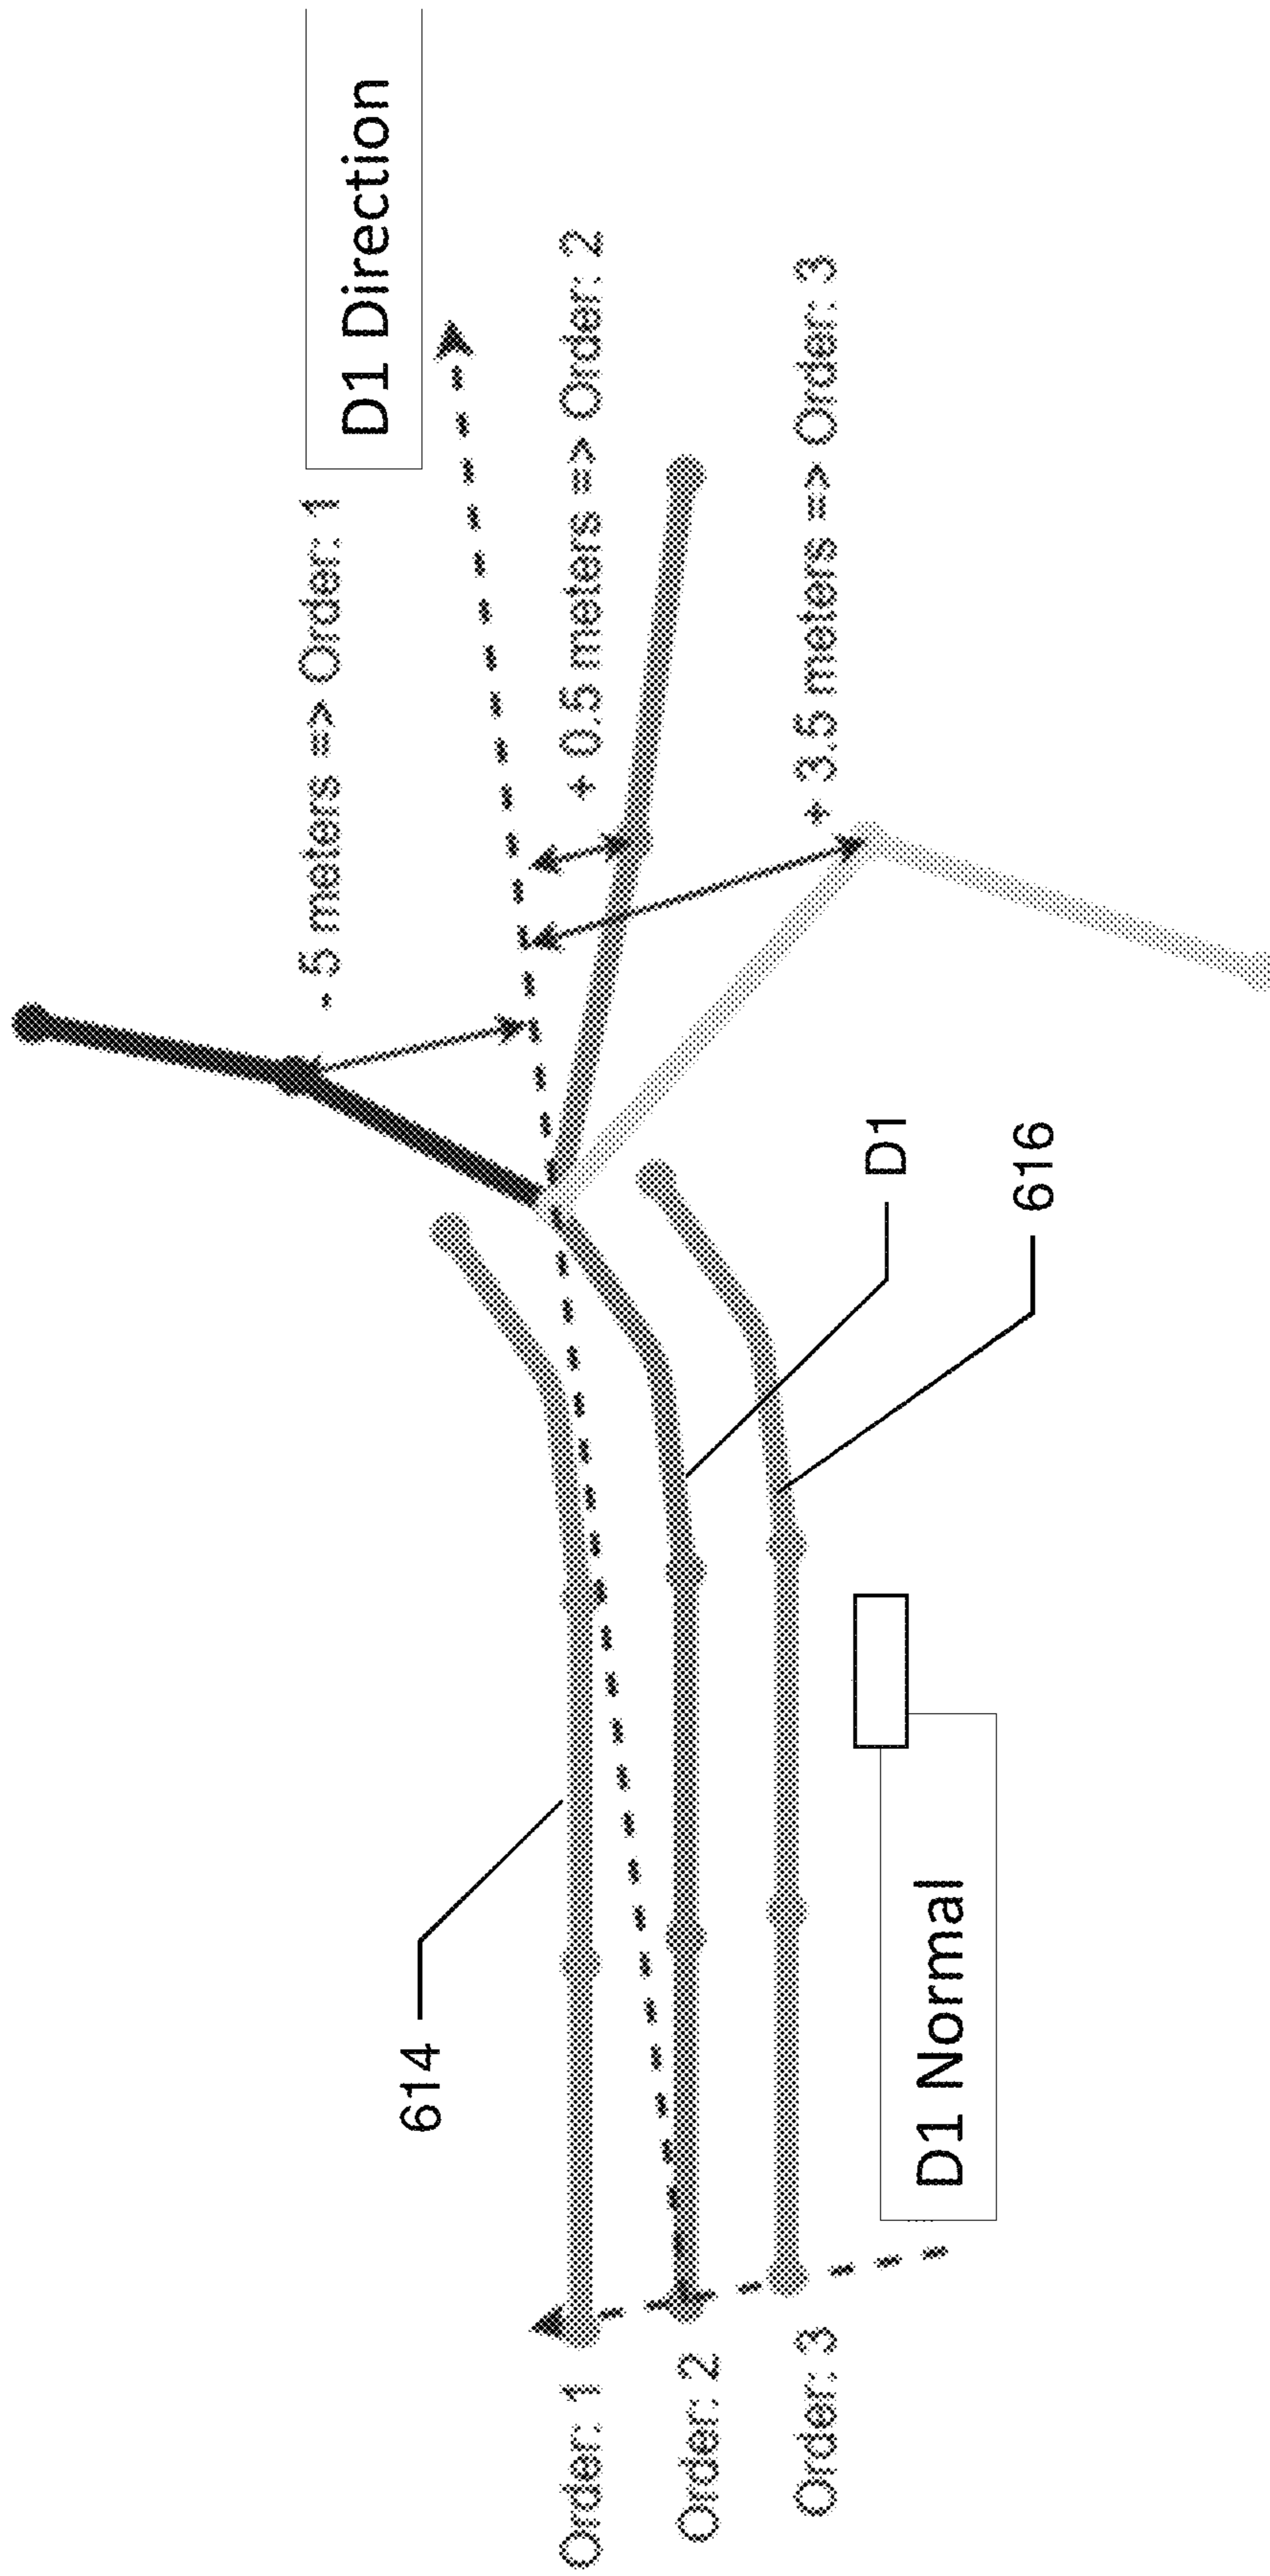 D1 Direction
- 5 meters => Order: 1
+ 0.5 meters => Order: 2
+ 3.5 meters => Order: 3
614
D1
616
D1 Normal
Order: 1
Order: 2
Order: 3